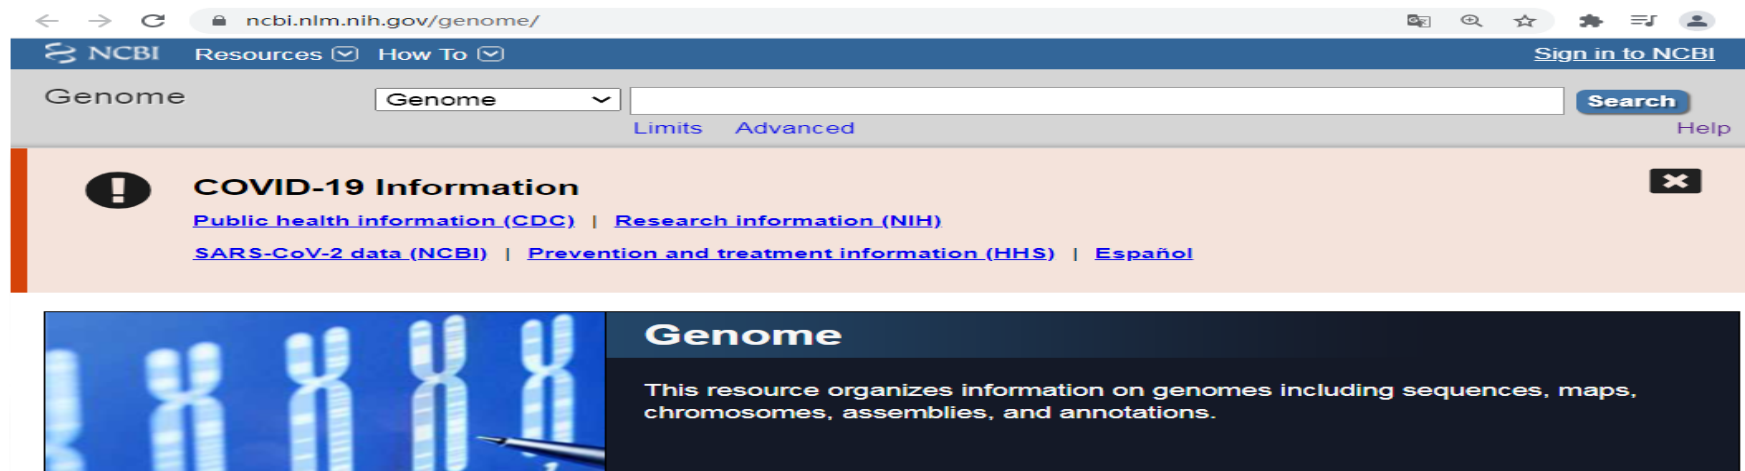 ncbi.nlm.nih.gov/genome/
NCBI Resources How To Sign in to NCBI
Genome Genome Search
Limits Advanced Help
COVID-19 Information
Public health information (CDC) | Research information (NIH)
SARS-CoV-2 data (NCBI) | Prevention and treatment information (HHS) | Español
Genome
This resource organizes information on genomes including sequences, maps,
chromosomes, assemblies, and annotations.